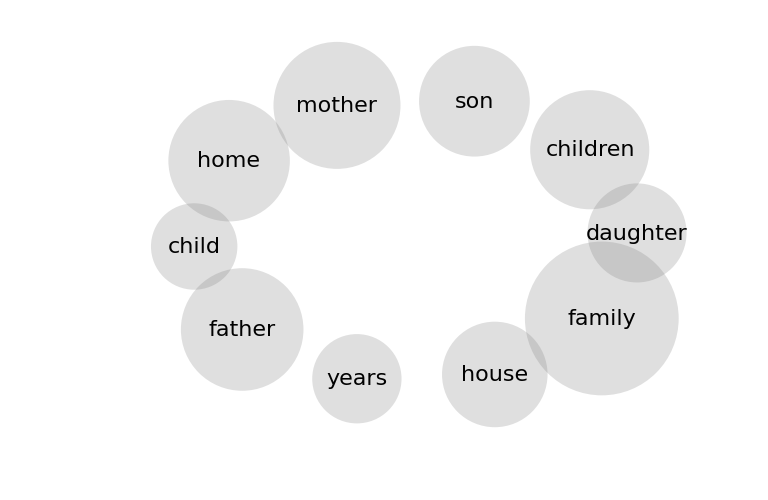 son
mother
children
home
daughter
child
family
father
house
years